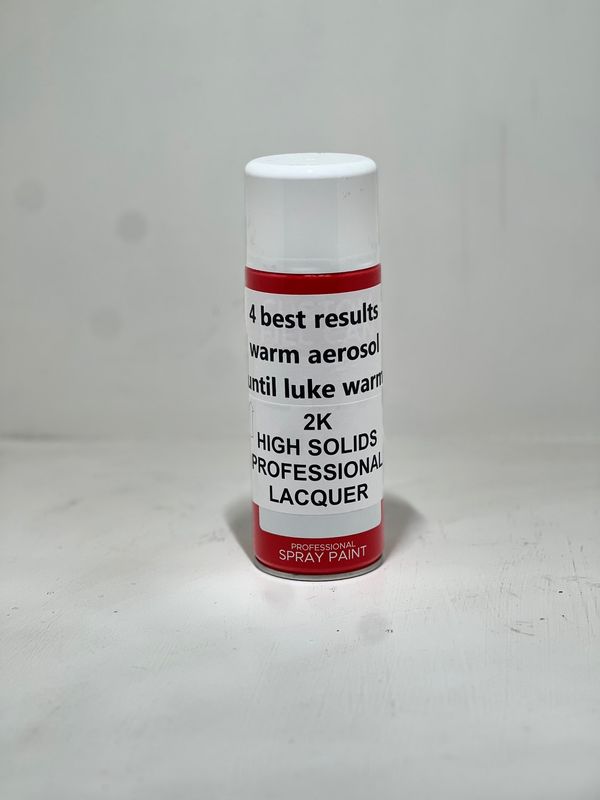 4 best results
warm aerosol
until luke warm
2K
HIGH SOLIDS
PROFESSIONAL
LACQUER
PROFESSIONAL
SPRAY PAINT